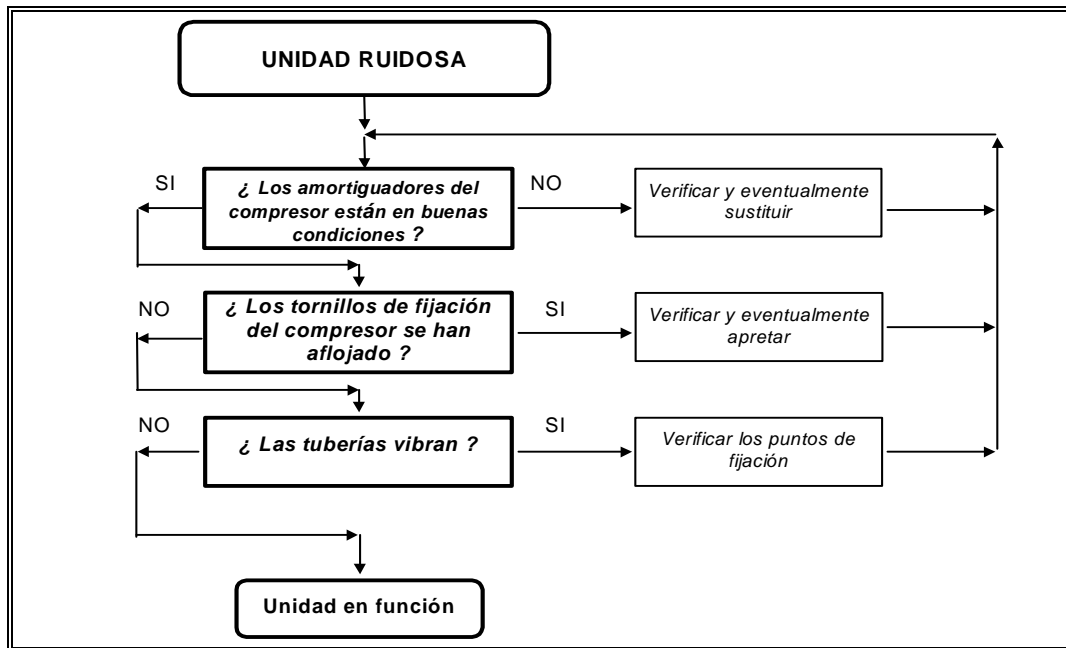 UNIDAD RUIDOSA
SI
¿ Los amortiguadores del
compresor están en buenas
condiciones ?
NO
Verificar y eventualmente
sustituir
NO
¿ Los tornillos de fijación
del compresor se han
aflojado ?
SI
Verificar y eventualmente
apretar
NO
¿ Las tuberías vibran ?
SI
Verificar los puntos de
fijación
Unidad en función